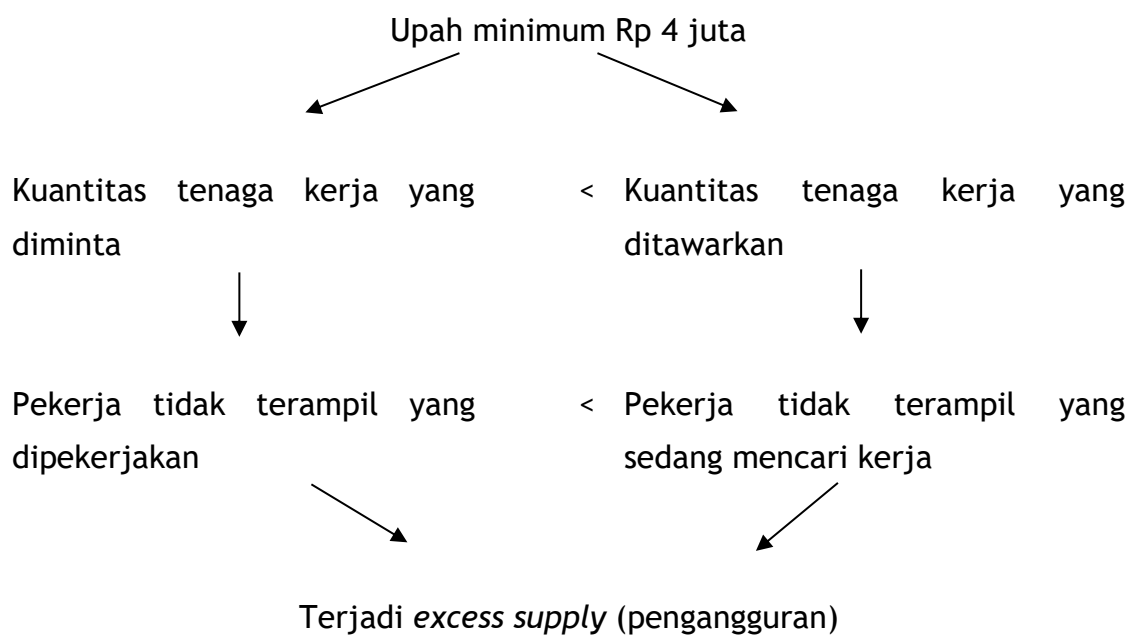 Upah minimum Rp 4 juta
Kuantitas tenaga kerja yang < Kuantitas tenaga kerja yang
diminta ditawarkan
Pekerja tidak terampil yang < Pekerja tidak terampil yang
dipekerjakan sedang mencari kerja
Terjadi excess supply (pengangguran)